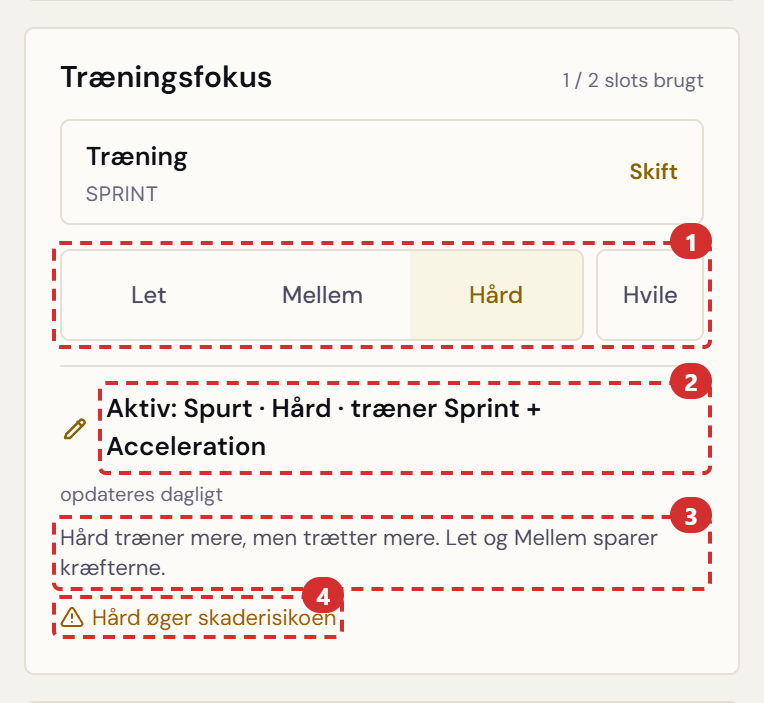 Træningsfokus
1 / 2 slots brugt
Træning
SPRINT
Skift
1
Let
Mellem
Hård
Hvile
2
Aktiv: Spurt · Hård · træner Sprint +
Acceleration
opdateres dagligt
3
Hård træner mere, men trætter mere. Let og Mellem sparer
kræfterne.
4
Hård øger skaderisikoen